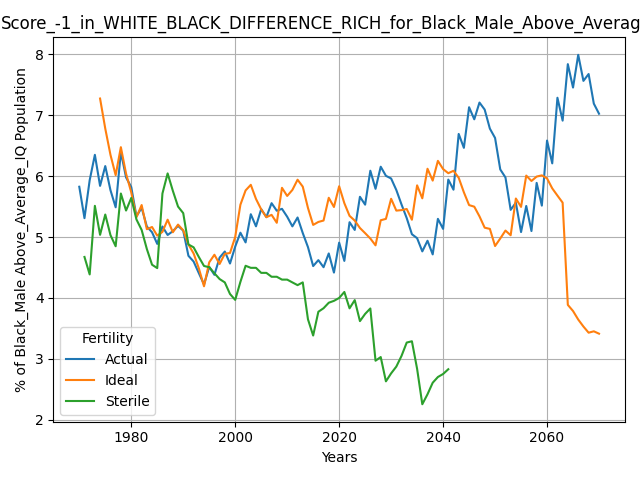 Score_-1_in_WHITE_BLACK_DIFFERENCE_RICH_for_Black_Male_Above_Averag
% of Black_Male Above_Average_IQ Population
8
7
6
5
4
3
2
Fertility
Actual
Ideal
Sterile
1980
2000
2020
2040
2060
Years